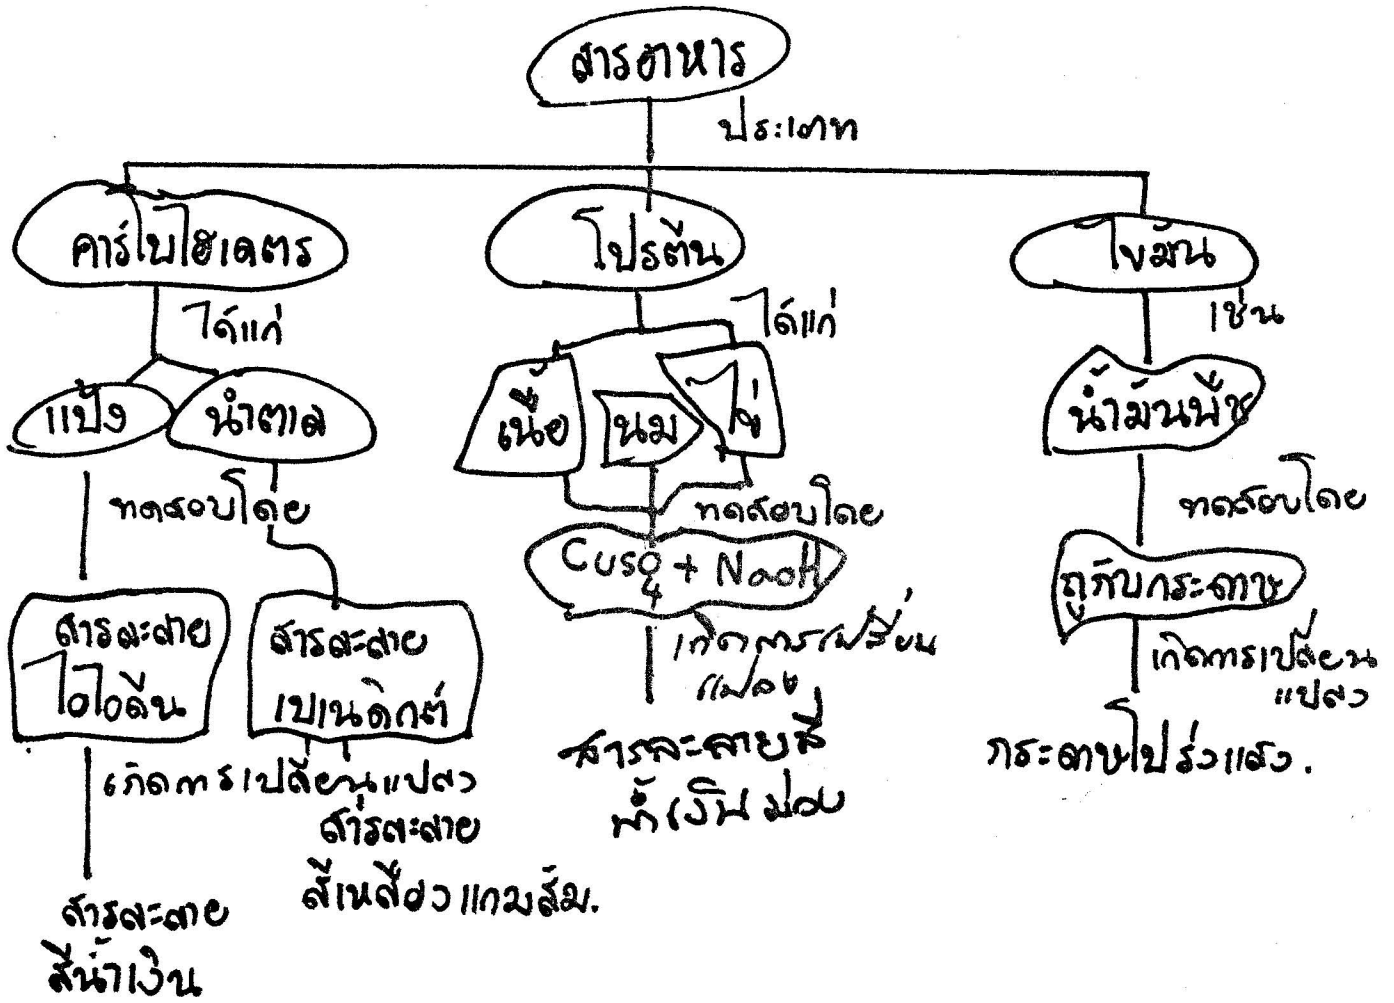 สารอาหาร
ประเภท
คาร์โบไฮเดตร
โปรตีน
ไขมัน
ได้แก่
ได้แก่
เช่น
แป้ง
น้ำตาล
เนื้อ
นม
ไข่
น้ำมันพืช
ทดสอบโดย
ทดสอบโดย
ทดสอบโดย
CuSO4 + NaOH
ถูกับกระดาษ
สารละลาย
ไอโอดีน
สารละลาย
เบเนดิกต์
เกิดการเปลี่ยน
แปลง
เกิดการเปลี่ยน
แปลง
เกิดการเปลี่ยนแปลง
สารละลายสี
น้ำเงินม่วง
กระดาษโปร่งแสง.
สารละลาย
สีเหลืองแกมส้ม.
สารละลาย
สีน้ำเงิน